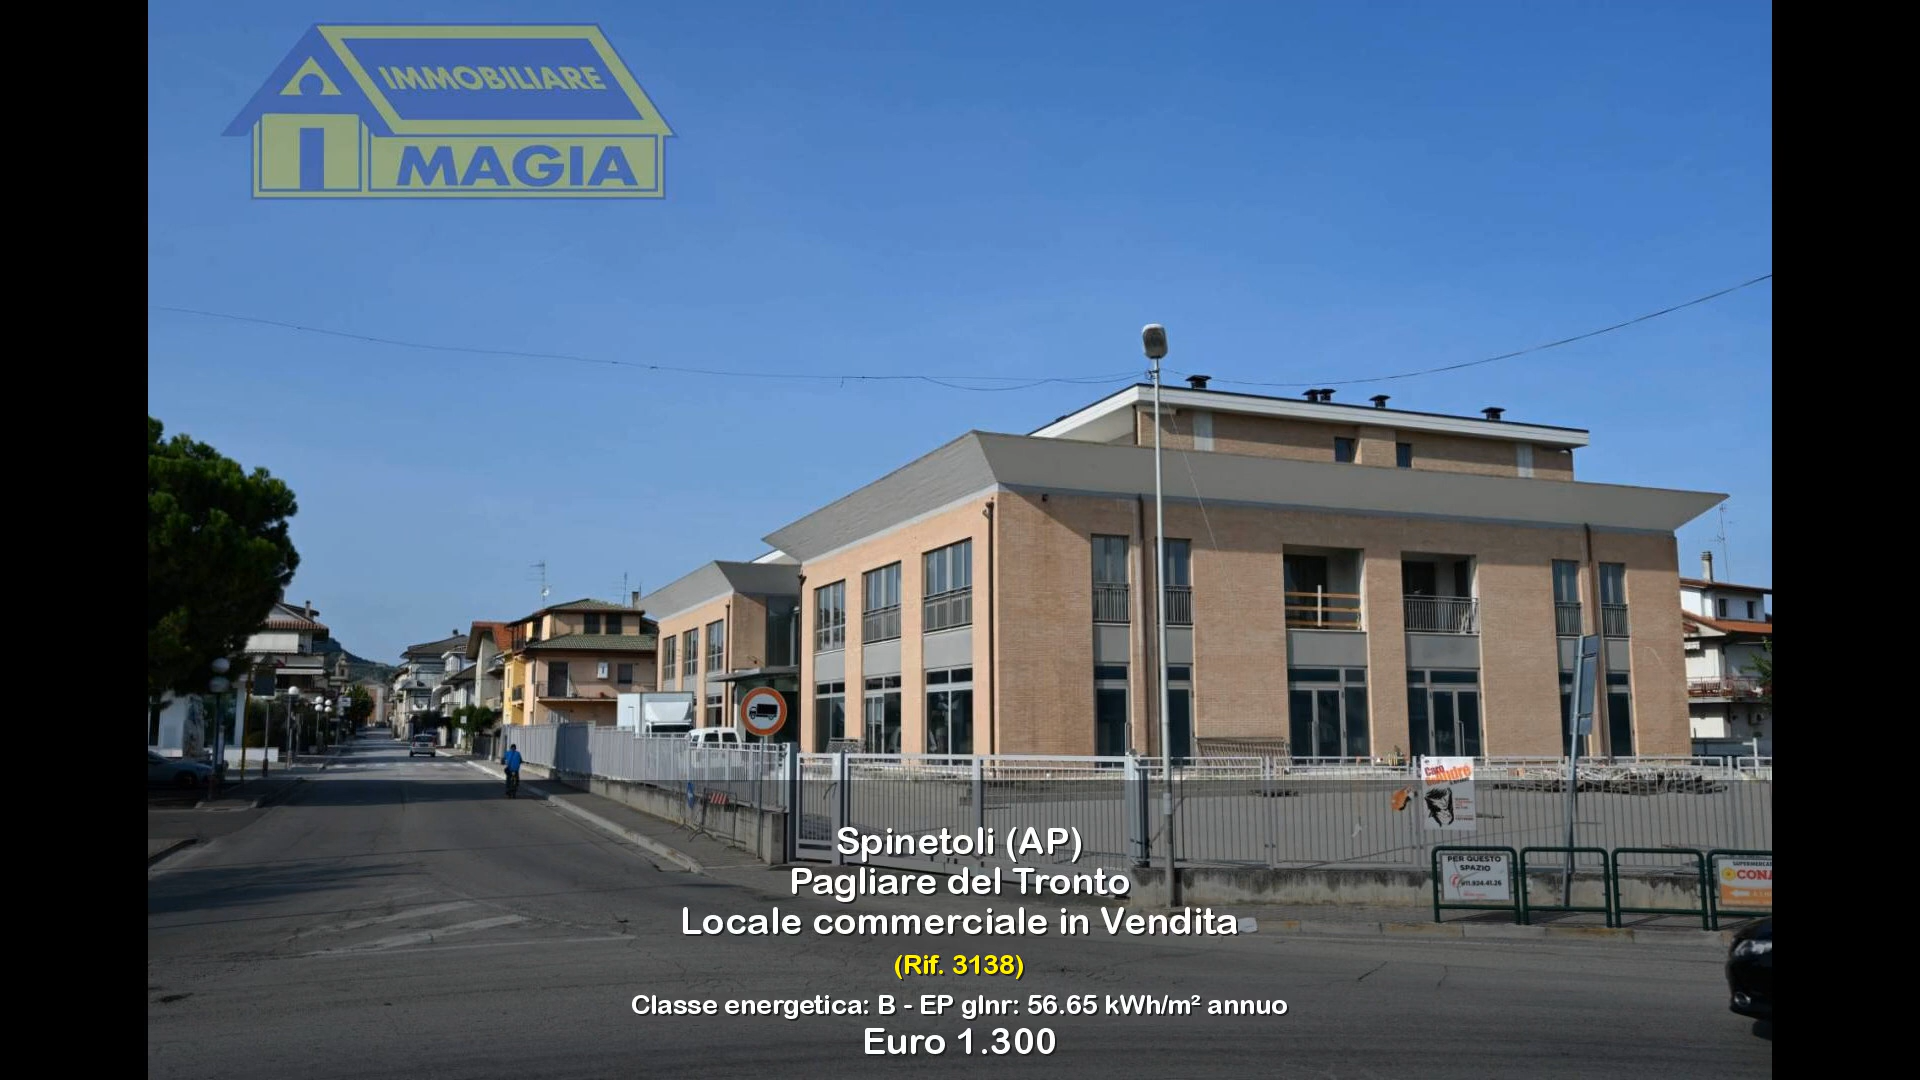 IMMOBILIARE
MAGIA
Caro
PER QUESTO
SPAZIO
Spinetoli (AP)
Pagliare del Tronto
Locale commerciale in Vendita
(Rif. 3138)
Classe energetica: B - EP glnr: 56.65 kWh/m² annuo
Euro 1.300